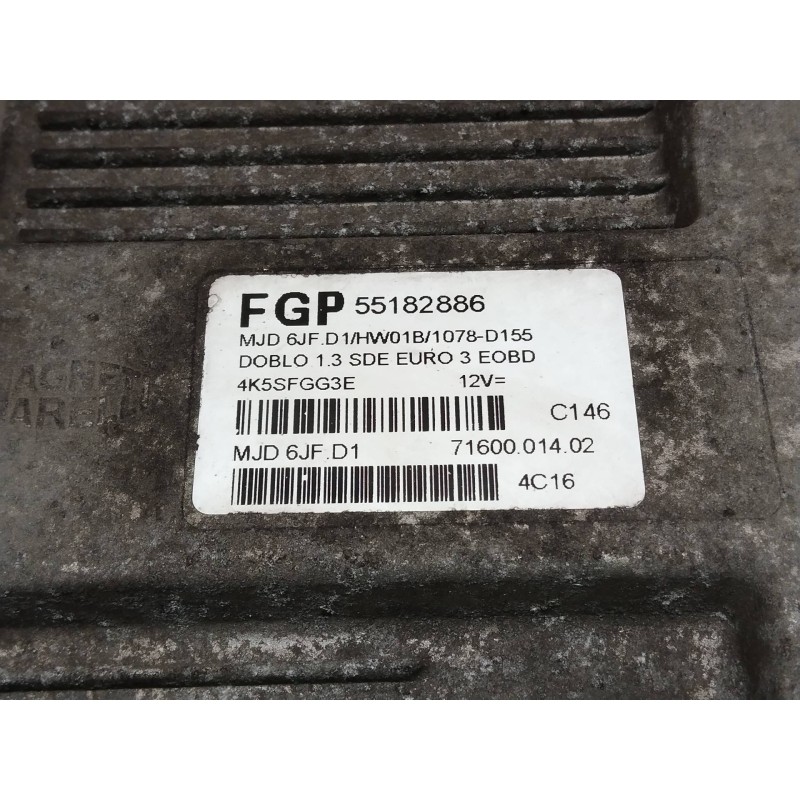 FGP 55182886
MJD 6JF.D1/HW01B/1078-D155
DOBLO 1.3 SDE EURO 3 EOBD
4K5SFGG3E 12V=
C146
MJD 6JF.D1 71600.014.02
4C16